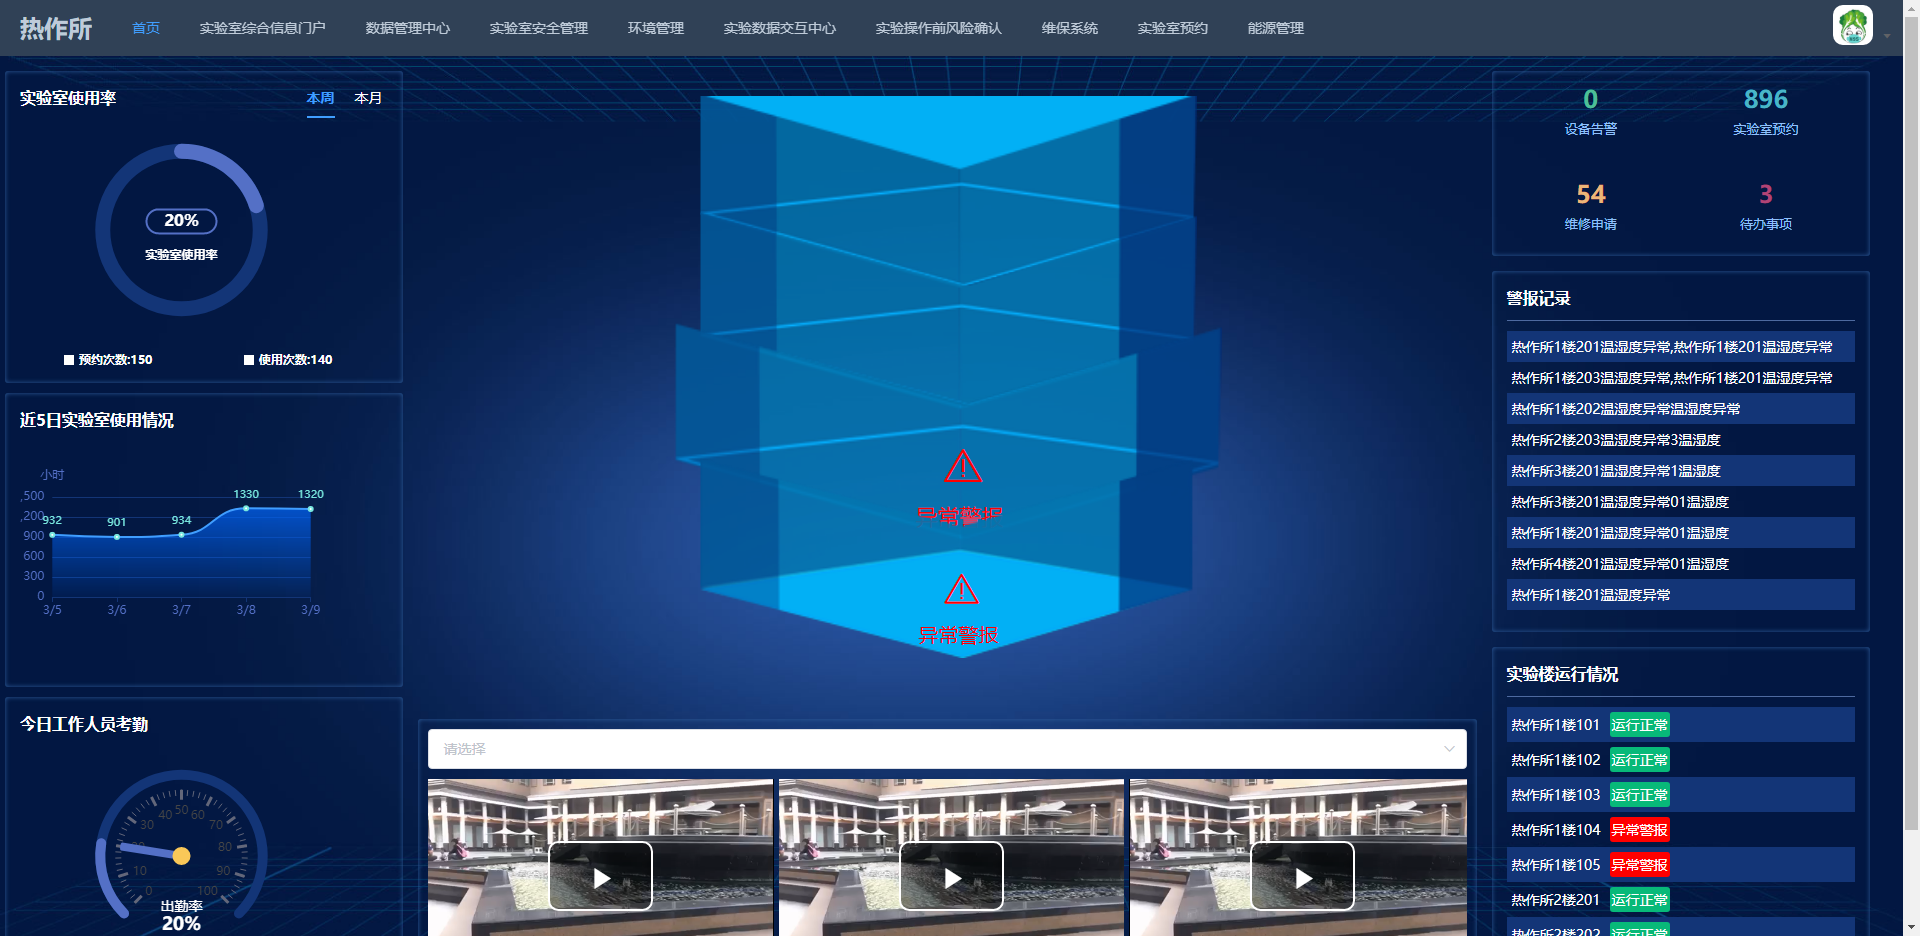 热作所
首页
实验室综合信息门户
数据管理中心
实验室安全管理
环境管理
实验数据交互中心
实验操作前风险确认
维保系统
实验室预约
能源管理
实验室使用率
本周
本月
20%
实验室使用率
预约次数:150
使用次数:140
近5日实验室使用情况
小时
,500
,200
900
600
300
0
932
901
934
1330
1320
3/5
3/6
3/7
3/8
3/9
今日工作人员考勤
0
10
30
40
50
60
70
80
90
100
出勤率
20%
异常警报
异常警报
请选择
0
设备告警
896
实验室预约
54
维修申请
3
待办事项
警报记录
热作所1楼201温湿度异常,热作所1楼201温湿度异常
热作所1楼203温湿度异常,热作所1楼201温湿度异常
热作所1楼202温湿度异常温湿度异常
热作所2楼203温湿度异常3温湿度
热作所3楼201温湿度异常1温湿度
热作所3楼201温湿度异常01温湿度
热作所1楼201温湿度异常01温湿度
热作所4楼201温湿度异常01温湿度
热作所1楼201温湿度异常
实验楼运行情况
热作所1楼101 运行正常
热作所1楼102 运行正常
热作所1楼103 运行正常
热作所1楼104 异常警报
热作所1楼105 异常警报
热作所2楼201 运行正常
热作所2楼202 运行正常